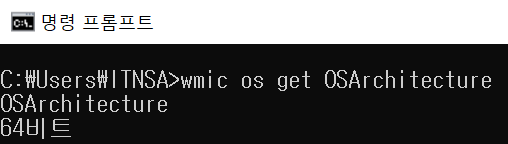 명령 프롬프트
C:₩Users₩ITNSA>wmic os get OSArchitecture
OSArchitecture
64비트